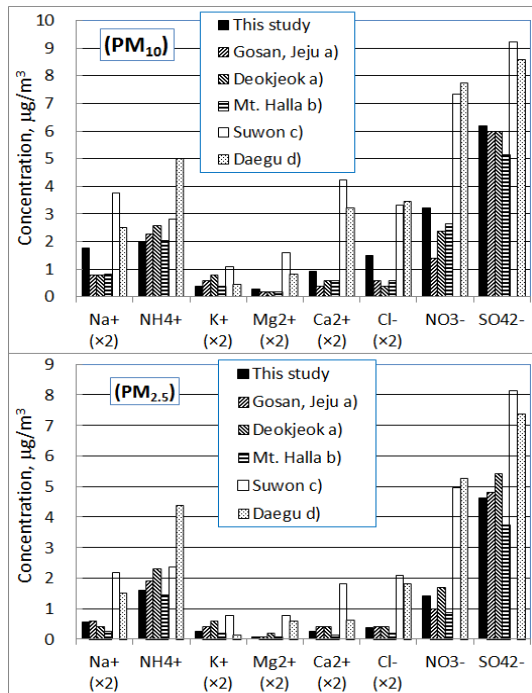 10
9
8
7
6
5
4
3
2
1
0
Concentration, µg/m³
(PM₁₀)
This study
Gosan, Jeju a)
Deokjeok a)
Mt. Halla b)
Suwon c)
Daegu d)
Na+ NH4+ K+ Mg2+ Ca2+ Cl- NO3- SO42-
(×2) (×2) (×2) (×2) (×2)
9
8
7
6
5
4
3
2
1
0
Concentration, µg/m³
(PM₂.₅)
This study
Gosan, Jeju a)
Deokjeok a)
Mt. Halla b)
Suwon c)
Daegu d)
Na+ NH4+ K+ Mg2+ Ca2+ Cl- NO3- SO42-
(×2) (×2) (×2) (×2) (×2)